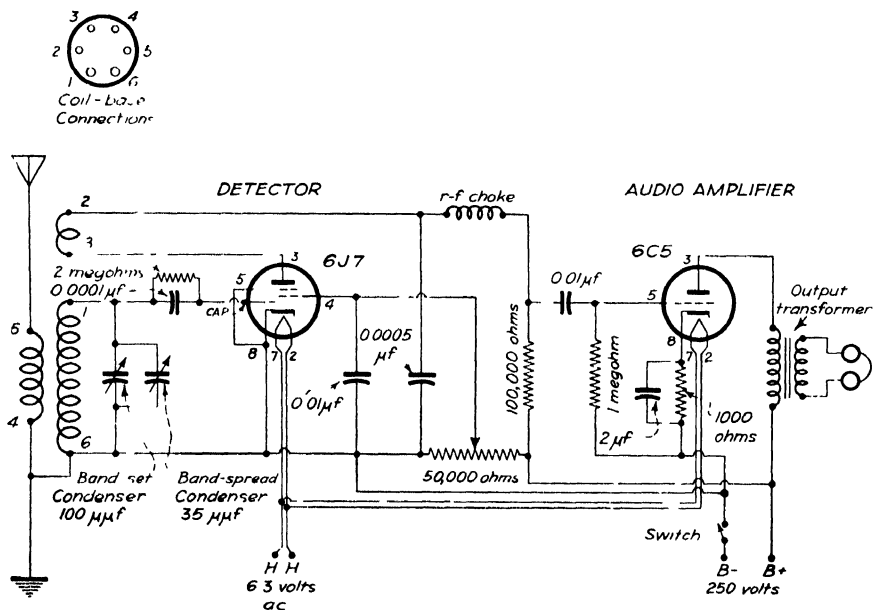 3 4
2 5
1 6
Coil-base
Connections
DETECTOR
r-f choke
AUDIO AMPLIFIER
2
3
3
6J7
3
6C5
2 megohms
0.0001µf
1
5
CAP
4
8
7
2
0.01µf
5
8
7
2
Output
transformer
5
4
6
0.0005
µf
0.01µf
100,000 ohms
1 megohm
2µf
1000
ohms
50,000 ohms
Band set
Condenser
100 µµf
Band-spread
Condenser
35 µµf
Switch
H H
6 3 volts
ac
B- B+
250 volts